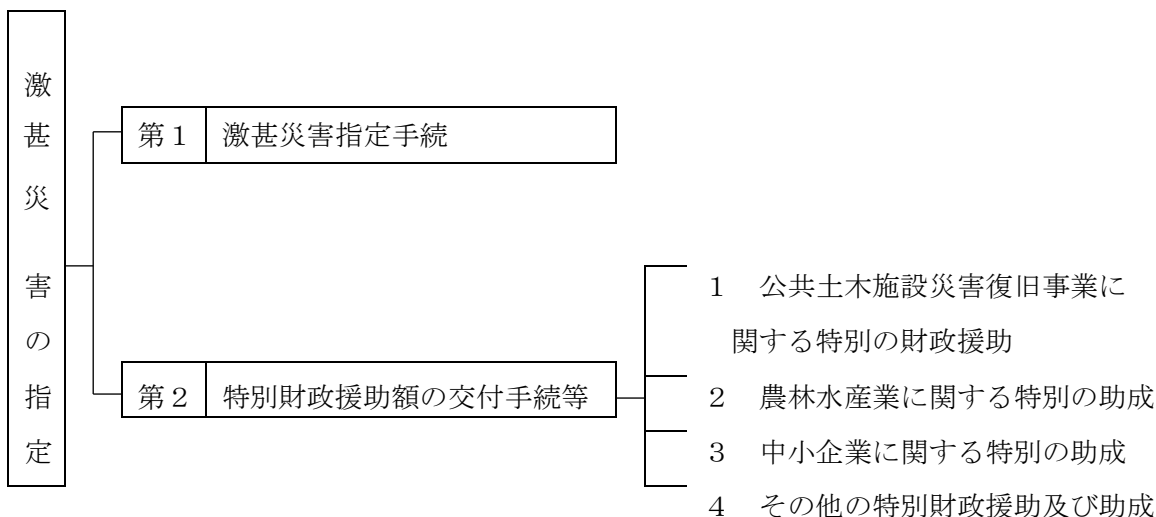 激甚災害の指定
第１ 激甚災害指定手続
第２ 特別財政援助額の交付手続等
１ 公共土木施設災害復旧事業に
関する特別の財政援助
２ 農林水産業に関する特別の助成
３ 中小企業に関する特別の助成
４ その他の特別財政援助及び助成